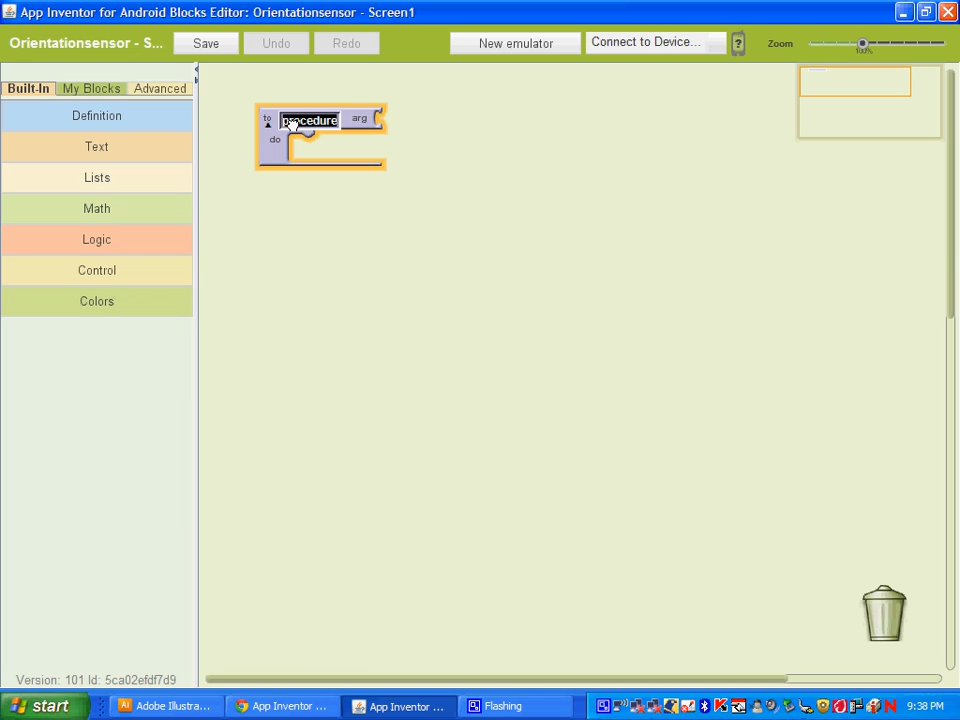 App Inventor for Android Blocks Editor: Orientationsensor - Screen1
Orientationsensor - S... Save Undo Redo New emulator Connect to Device... ? Zoom 100%
Built-In My Blocks Advanced
Definition
Text
Lists
Math
Logic
Control
Colors
to procedure arg
do
Version: 101 Id: 5ca02efdf7d9
start Adobe Illustra... App Inventor ... App Inventor ... Flashing 9:38 PM